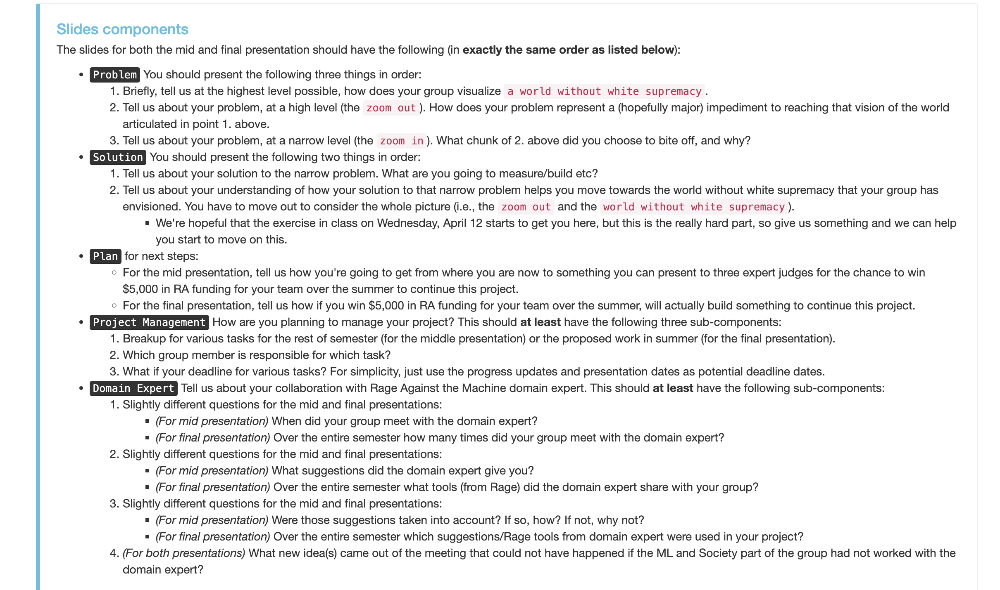 Slides components
The slides for both the mid and final presentation should have the following (in exactly the same order as listed below):
• Problem You should present the following three things in order:
1. Briefly, tell us at the highest level possible, how does your group visualize a world without white supremacy.
2. Tell us about your problem, at a high level (the zoom out). How does your problem represent a (hopefully major) impediment to reaching that vision of the world
articulated in point 1. above.
3. Tell us about your problem, at a narrow level (the zoom in). What chunk of 2. above did you choose to bite off, and why?
• Solution You should present the following two things in order:
1. Tell us about your solution to the narrow problem. What are you going to measure/build etc?
2. Tell us about your understanding of how your solution to that narrow problem helps you move towards the world without white supremacy that your group has
envisioned. You have to move out to consider the whole picture (i.e., the zoom out and the world without white supremacy).
▪ We're hopeful that the exercise in class on Wednesday, April 12 starts to get you here, but this is the really hard part, so give us something and we can help
you start to move on this.
• Plan for next steps:
◦ For the mid presentation, tell us how you're going to get from where you are now to something you can present to three expert judges for the chance to win
$5,000 in RA funding for your team over the summer to continue this project.
◦ For the final presentation, tell us how if you win $5,000 in RA funding for your team over the summer, will actually build something to continue this project.
• Project Management How are you planning to manage your project? This should at least have the following three sub-components:
1. Breakup for various tasks for the rest of semester (for the middle presentation) or the proposed work in summer (for the final presentation).
2. Which group member is responsible for which task?
3. What if your deadline for various tasks? For simplicity, just use the progress updates and presentation dates as potential deadline dates.
• Domain Expert Tell us about your collaboration with Rage Against the Machine domain expert. This should at least have the following sub-components:
1. Slightly different questions for the mid and final presentations:
▪ (For mid presentation) When did your group meet with the domain expert?
▪ (For final presentation) Over the entire semester how many times did your group meet with the domain expert?
2. Slightly different questions for the mid and final presentations:
▪ (For mid presentation) What suggestions did the domain expert give you?
▪ (For final presentation) Over the entire semester what tools (from Rage) did the domain expert share with your group?
3. Slightly different questions for the mid and final presentations:
▪ (For mid presentation) Were those suggestions taken into account? If so, how? If not, why not?
▪ (For final presentation) Over the entire semester which suggestions/Rage tools from domain expert were used in your project?
4. (For both presentations) What new idea(s) came out of the meeting that could not have happened if the ML and Society part of the group had not worked with the
domain expert?